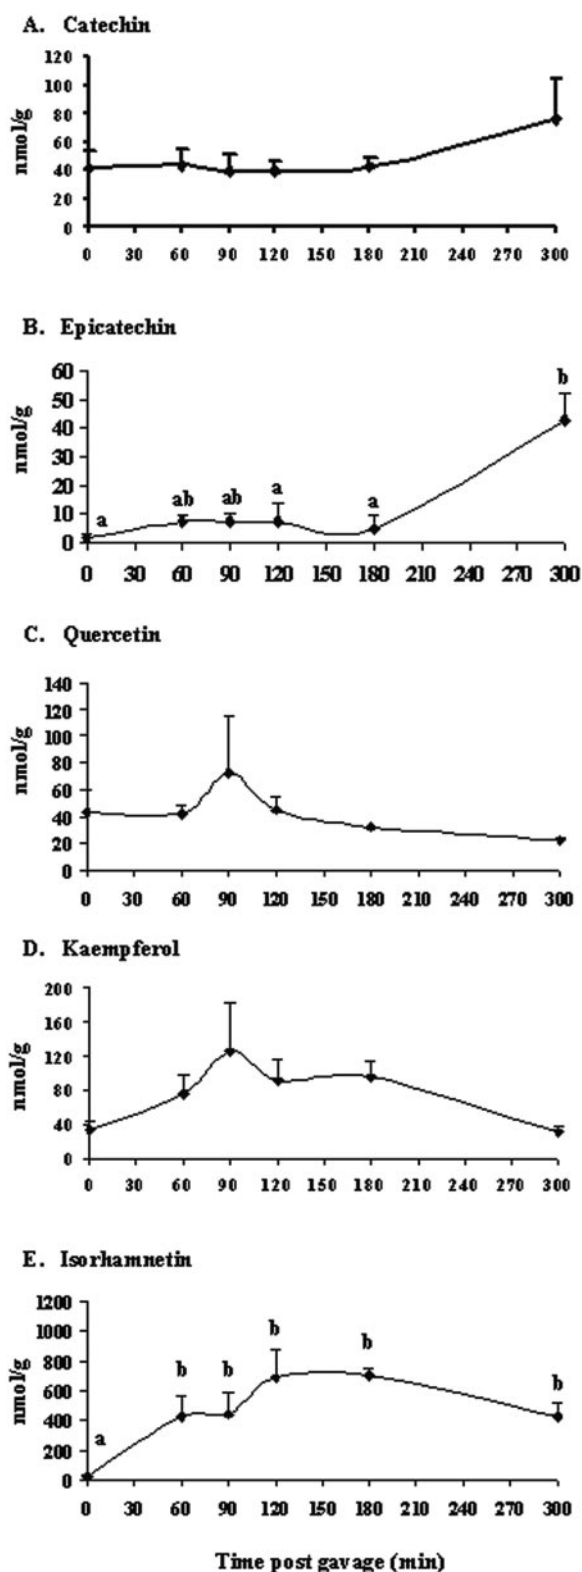 A. Catechin
120
100
80
60
40
20
0
nmol/g
0 30 60 90 120 150 180 210 240 270 300
B. Epicatechin
60
50
40
30
20
10
0
nmol/g
a ab ab a a b
0 30 60 90 120 150 180 210 240 270 300
C. Quercetin
140
120
100
80
60
40
20
0
nmol/g
0 30 60 90 120 150 180 210 240 270 300
D. Kaempferol
200
160
120
80
40
0
nmol/g
0 30 60 90 120 150 180 210 240 270 300
E. Isorhamnetin
1200
1000
800
600
400
200
0
nmol/g
a b b b b b
0 30 60 90 120 150 180 210 240 270 300
Time post gavage (min)